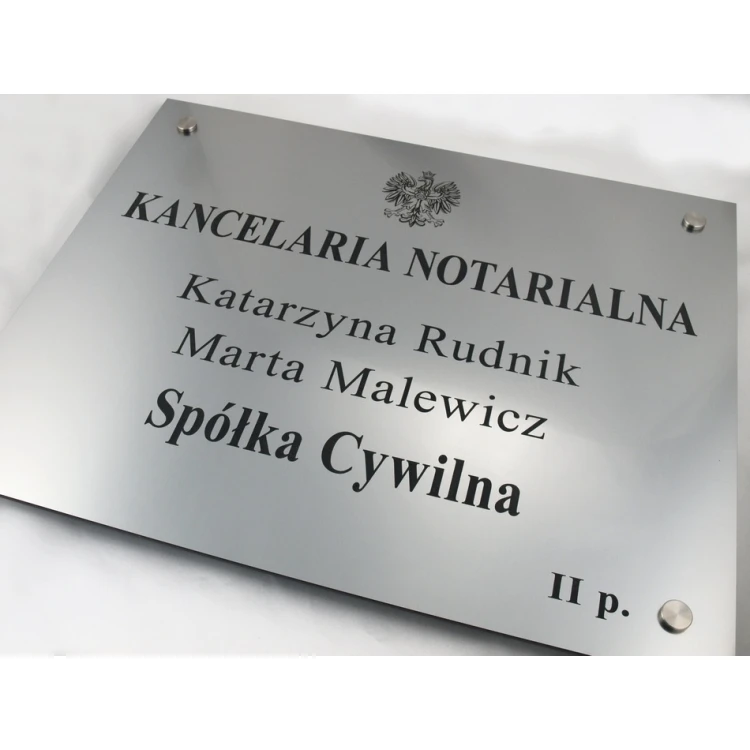 KANCELARIA NOTARIALNA
Katarzyna Rudnik
Marta Malewicz
Spółka Cywilna
II p.